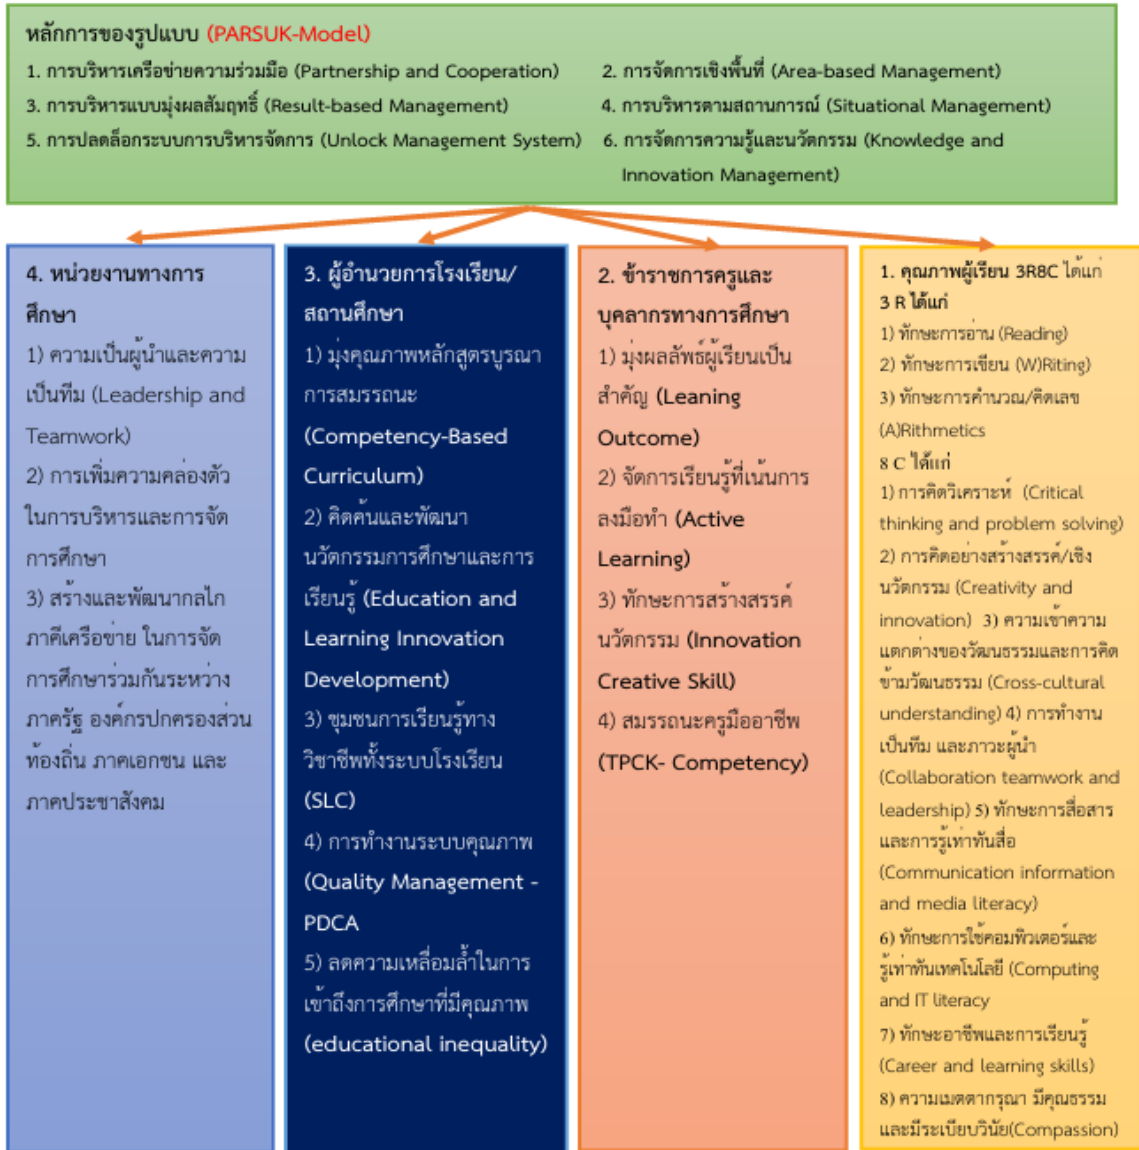 หลักการของรูปแบบ (PARSUK-Model)
1. การบริหารเครือข่ายความร่วมมือ (Partnership and Cooperation)
2. การจัดการเชิงพื้นที่ (Area-based Management)
3. การบริหารแบบมุ่งผลสัมฤทธิ์ (Result-based Management)
4. การบริหารตามสถานการณ์ (Situational Management)
5. การปลดล็อกระบบการบริหารจัดการ (Unlock Management System)
6. การจัดการความรู้และนวัตกรรม (Knowledge and
Innovation Management)
4. หน่วยงานทางการ
ศึกษา
1) ความเป็นผู้นำและความ
เป็นทีม (Leadership and
Teamwork)
2) การเพิ่มความคล่องตัว
ในการบริหารและการจัด
การศึกษา
3) สร้างและพัฒนากลไก
ภาคีเครือข่าย ในการจัด
การศึกษาร่วมกันระหว่าง
ภาครัฐ องค์กรปกครองส่วน
ท้องถิ่น ภาคเอกชน และ
ภาคประชาสังคม
3. ผู้อำนวยการโรงเรียน/
สถานศึกษา
1) มุ่งคุณภาพหลักสูตรบูรณา
การสมรรถนะ
(Competency-Based
Curriculum)
2) คิดค้นและพัฒนา
นวัตกรรมการศึกษาและการ
เรียนรู้ (Education and
Learning Innovation
Development)
3) ชุมชนการเรียนรู้ทาง
วิชาชีพทั้งระบบโรงเรียน
(SLC)
4) การทำงานระบบคุณภาพ
(Quality Management -
PDCA
5) ลดความเหลื่อมล้ำในการ
เข้าถึงการศึกษาที่มีคุณภาพ
(educational inequality)
2. ข้าราชการครูและ
บุคลากรทางการศึกษา
1) มุ่งผลลัพธ์ผู้เรียนเป็น
สำคัญ (Leaning
Outcome)
2) จัดการเรียนรู้ที่เน้นการ
ลงมือทำ (Active
Learning)
3) ทักษะการสร้างสรรค์
นวัตกรรม (Innovation
Creative Skill)
4) สมรรถนะครูมืออาชีพ
(TPCK- Competency)
1. คุณภาพผู้เรียน 3R8C ได้แก่
3 R ได้แก่
1) ทักษะการอ่าน (Reading)
2) ทักษะการเขียน (W)Riting)
3) ทักษะการคำนวณ/คิดเลข
(A)Rithmetics
8 C ได้แก่
1) การคิดวิเคราะห์ (Critical
thinking and problem solving)
2) การคิดอย่างสร้างสรรค์/เชิง
นวัตกรรม (Creativity and
innovation) 3) ความเข้าความ
แตกต่างของวัฒนธรรมและการคิด
ข้ามวัฒนธรรม (Cross-cultural
understanding) 4) การทำงาน
เป็นทีม และภาวะผู้นำ
(Collaboration teamwork and
leadership) 5) ทักษะการสื่อสาร
และการรู้เท่าทันสื่อ
(Communication information
and media literacy)
6) ทักษะการใช้คอมพิวเตอร์และ
รู้เท่าทันเทคโนโลยี (Computing
and IT literacy
7) ทักษะอาชีพและการเรียนรู้
(Career and learning skills)
8) ความเมตตากรุณา มีคุณธรรม
และมีระเบียบวินัย(Compassion)